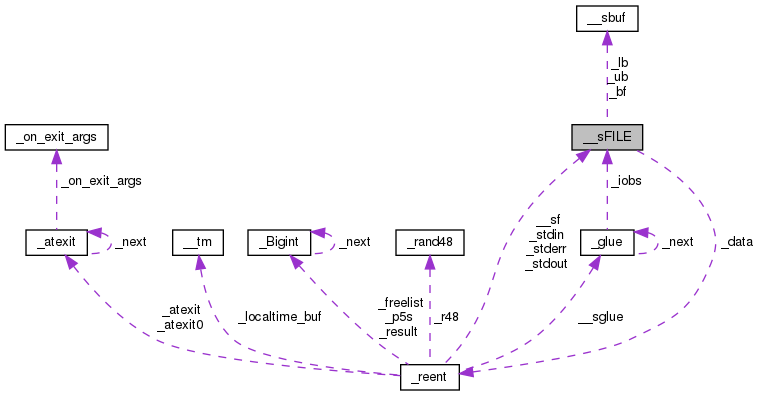 __sbuf
_lb
_ub
_bf
_on_exit_args
__sFILE
_on_exit_args
_iobs
_atexit
_next
__tm
_Bigint
_next
_rand48
__sf
_stdin
_stderr
_stdout
_glue
_next
_data
_atexit
_atexit0
_localtime_buf
_freelist
_p5s
_result
_r48
__sglue
_reent